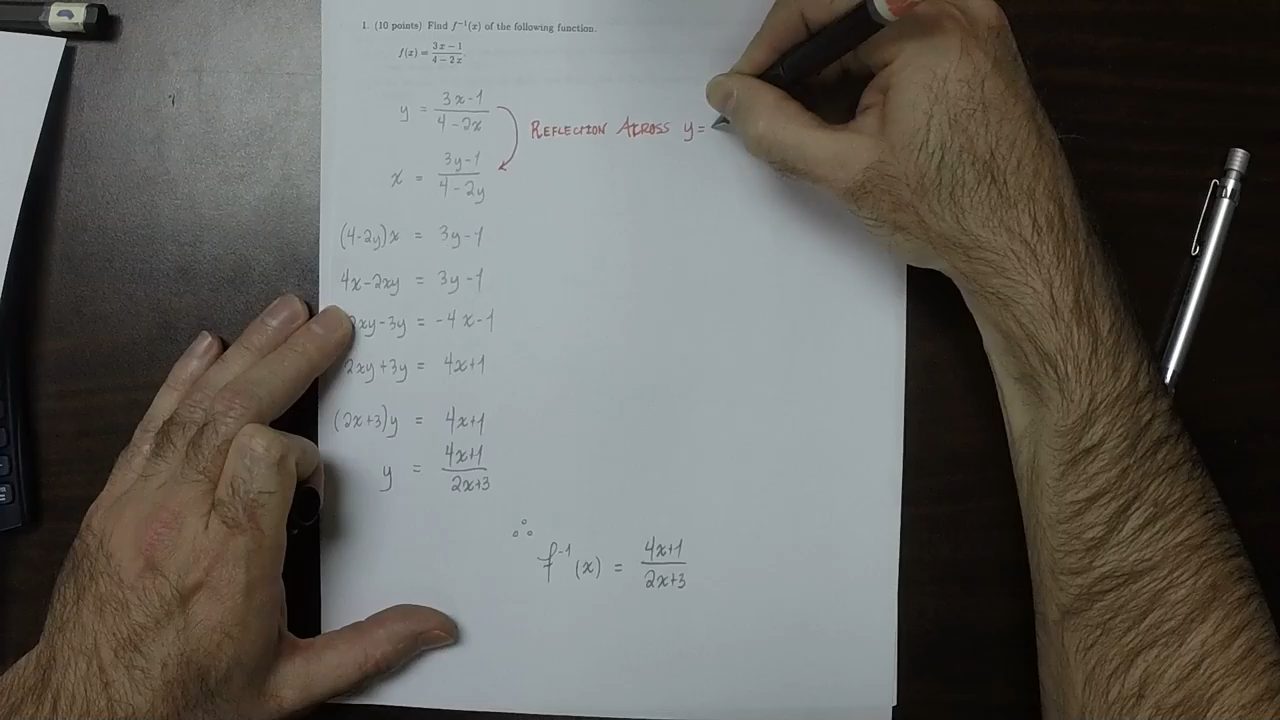 1. (10 points) Find f⁻¹(x) of the following function.
f(x) = (3x − 1)/(4 − 2x).
y = (3x-1)/(4-2x)
REFLECTION ACROSS y=
x = (3y-1)/(4-2y)
(4-2y)x = 3y-1
4x-2xy = 3y-1
2xy-3y = -4x-1
2xy+3y = 4x+1
(2x+3)y = 4x+1
y = (4x+1)/(2x+3)
∴
f⁻¹(x) = (4x+1)/(2x+3)